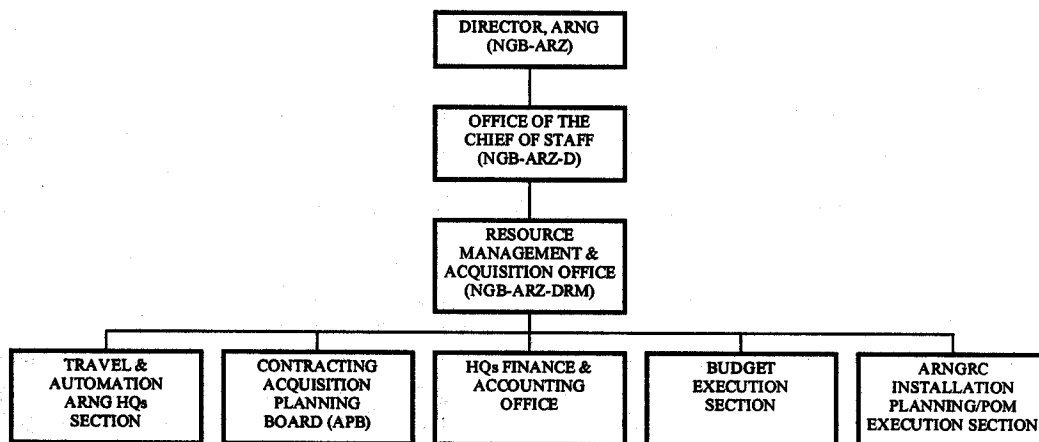 DIRECTOR, ARNG
(NGB-ARZ)
OFFICE OF THE
CHIEF OF STAFF
(NGB-ARZ-D)
RESOURCE
MANAGEMENT &
ACQUISITION OFFICE
(NGB-ARZ-DRM)
TRAVEL &
AUTOMATION
ARNG HQs
SECTION
CONTRACTING
ACQUISITION
PLANNING
BOARD (APB)
HQs FINANCE &
ACCOUNTING
OFFICE
BUDGET
EXECUTION
SECTION
ARNGRC
INSTALLATION
PLANNING/POM
EXECUTION SECTION